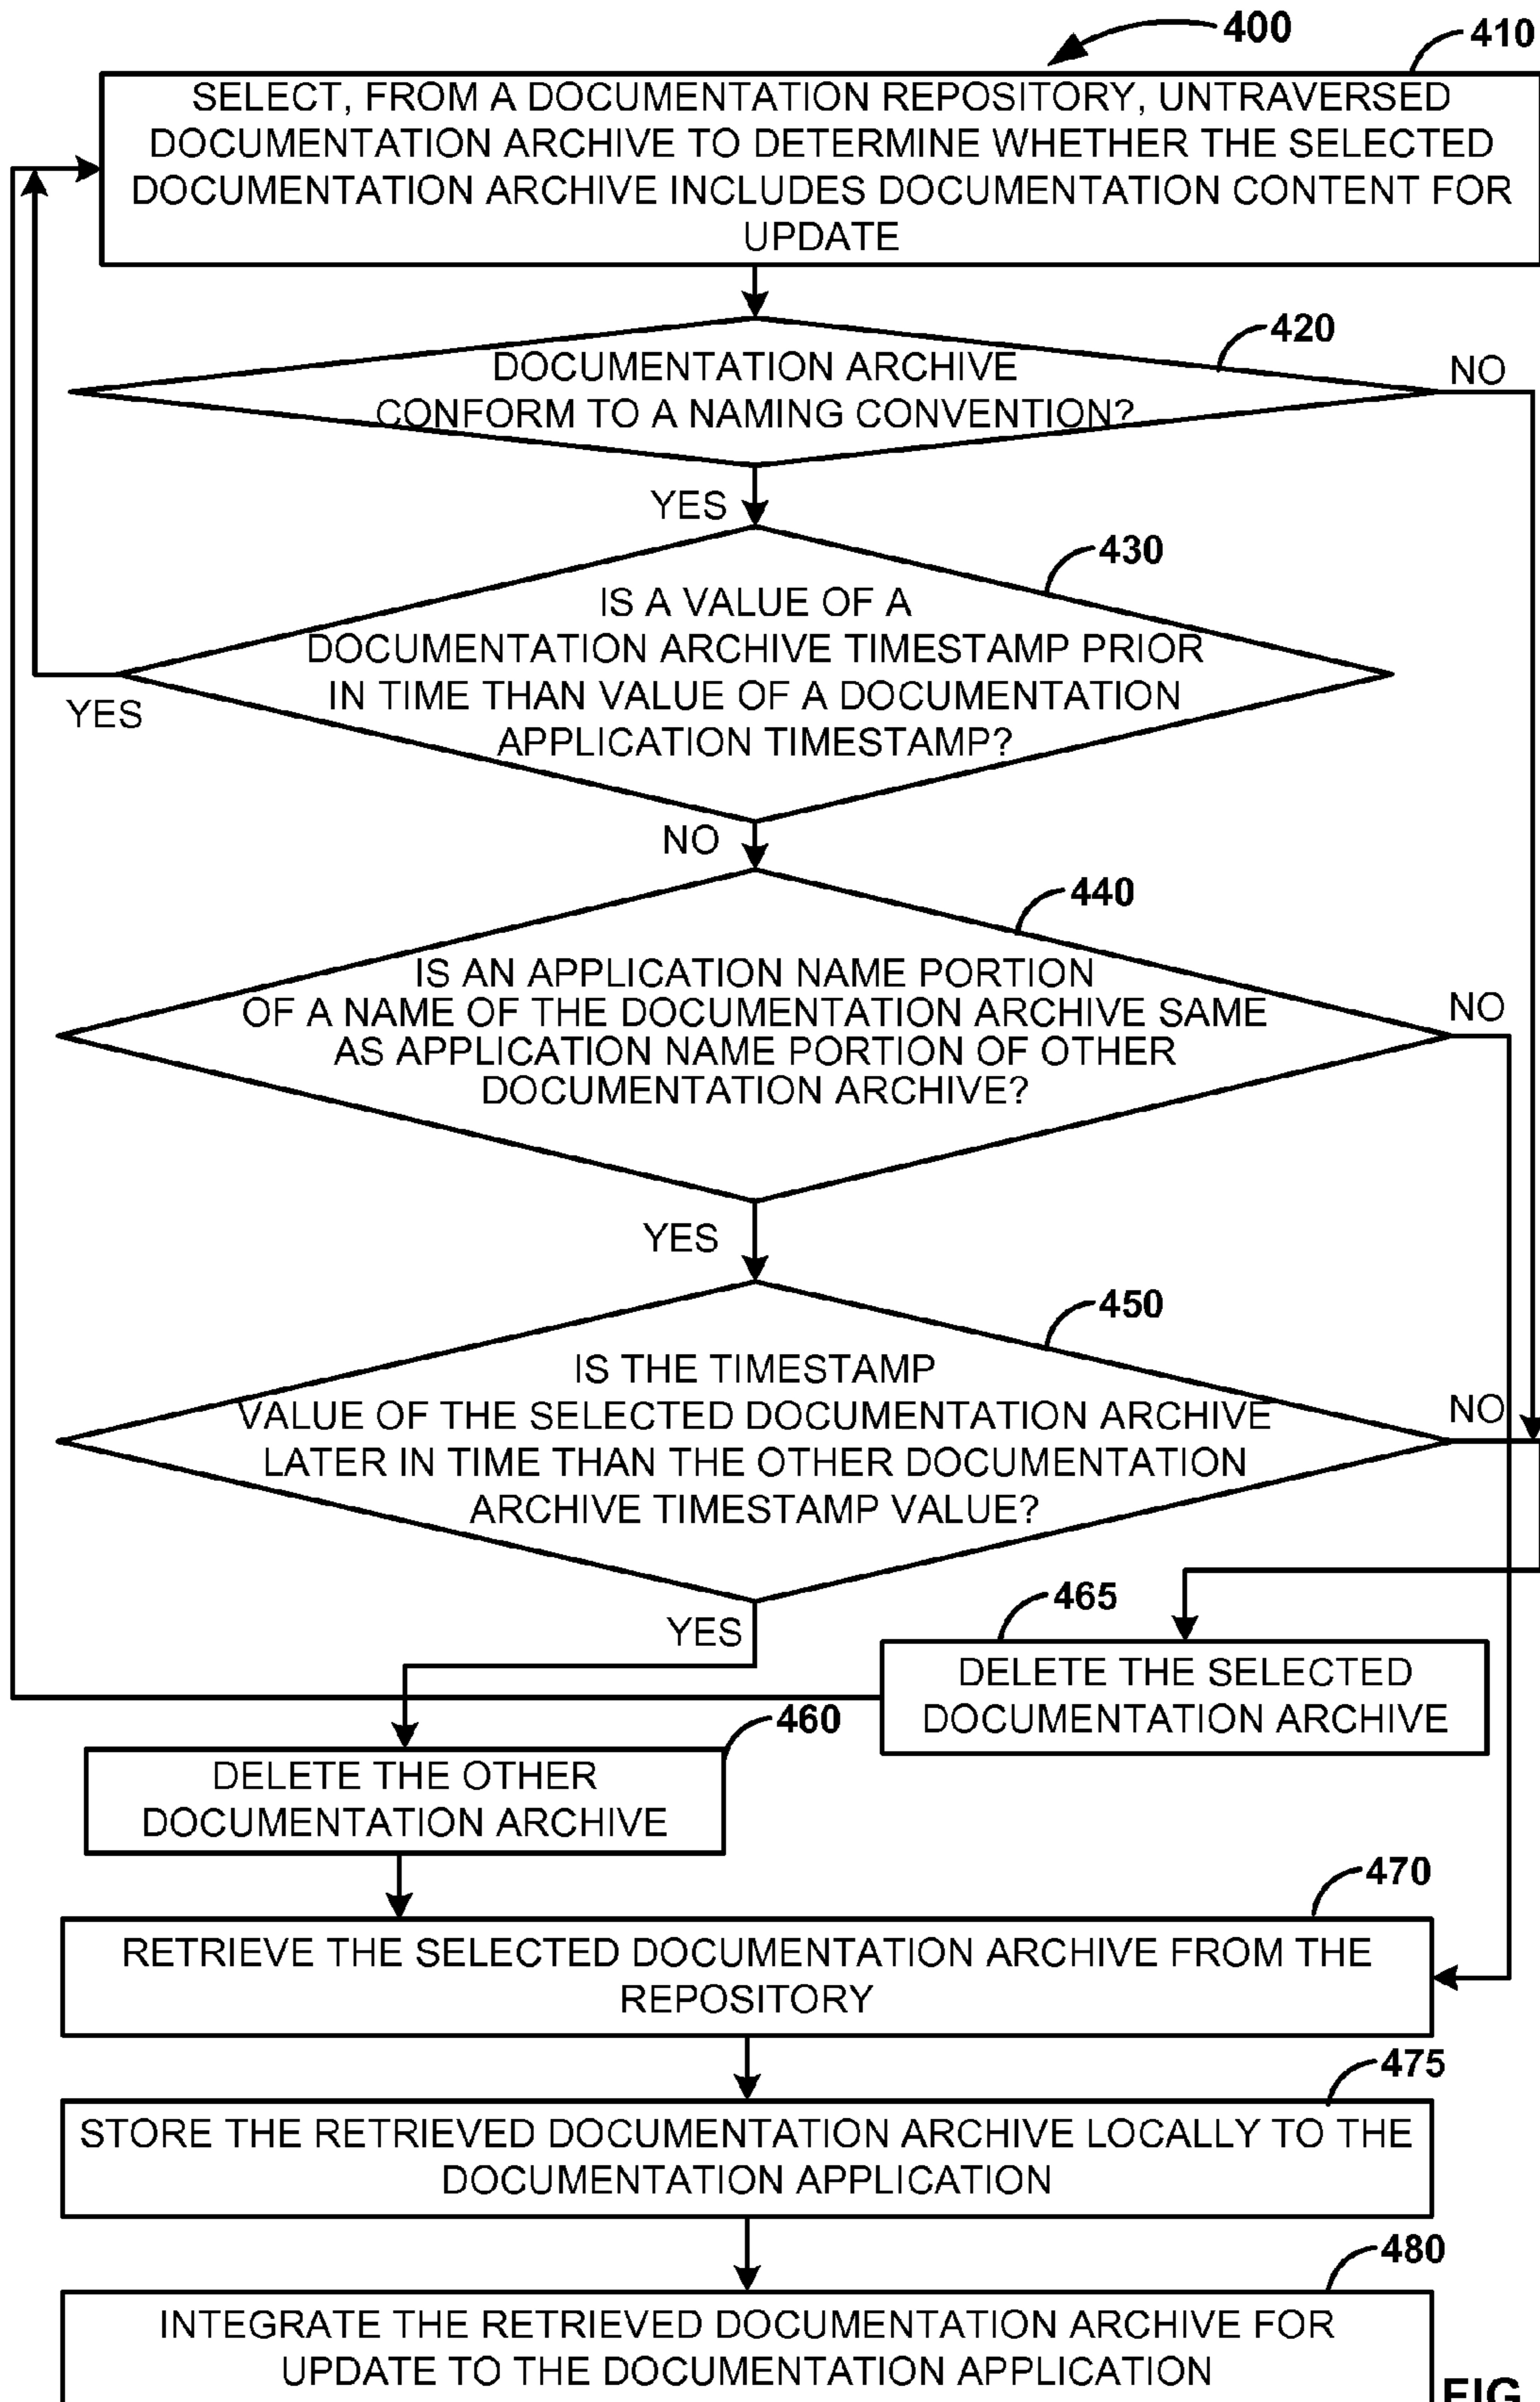 400
410
SELECT, FROM A DOCUMENTATION REPOSITORY, UNTRAVERSED
DOCUMENTATION ARCHIVE TO DETERMINE WHETHER THE SELECTED
DOCUMENTATION ARCHIVE INCLUDES DOCUMENTATION CONTENT FOR
UPDATE
420
DOCUMENTATION ARCHIVE
CONFORM TO A NAMING CONVENTION?
NO
YES
430
IS A VALUE OF A
DOCUMENTATION ARCHIVE TIMESTAMP PRIOR
IN TIME THAN VALUE OF A DOCUMENTATION
APPLICATION TIMESTAMP?
YES
NO
440
IS AN APPLICATION NAME PORTION
OF A NAME OF THE DOCUMENTATION ARCHIVE SAME
AS APPLICATION NAME PORTION OF OTHER
DOCUMENTATION ARCHIVE?
NO
YES
450
IS THE TIMESTAMP
VALUE OF THE SELECTED DOCUMENTATION ARCHIVE
LATER IN TIME THAN THE OTHER DOCUMENTATION
ARCHIVE TIMESTAMP VALUE?
NO
YES
465
DELETE THE SELECTED
DOCUMENTATION ARCHIVE
460
DELETE THE OTHER
DOCUMENTATION ARCHIVE
470
RETRIEVE THE SELECTED DOCUMENTATION ARCHIVE FROM THE
REPOSITORY
475
STORE THE RETRIEVED DOCUMENTATION ARCHIVE LOCALLY TO THE
DOCUMENTATION APPLICATION
480
INTEGRATE THE RETRIEVED DOCUMENTATION ARCHIVE FOR
UPDATE TO THE DOCUMENTATION APPLICATION
FIG